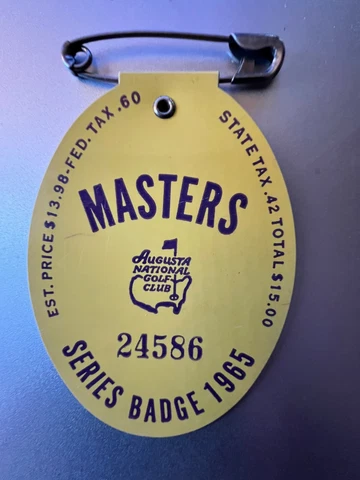 EST. PRICE $13.98-FED. TAX .60
STATE TAX .42 TOTAL $15.00
MASTERS
AUGUSTA
NATIONAL
GOLF
CLUB
24586
SERIES BADGE 1965